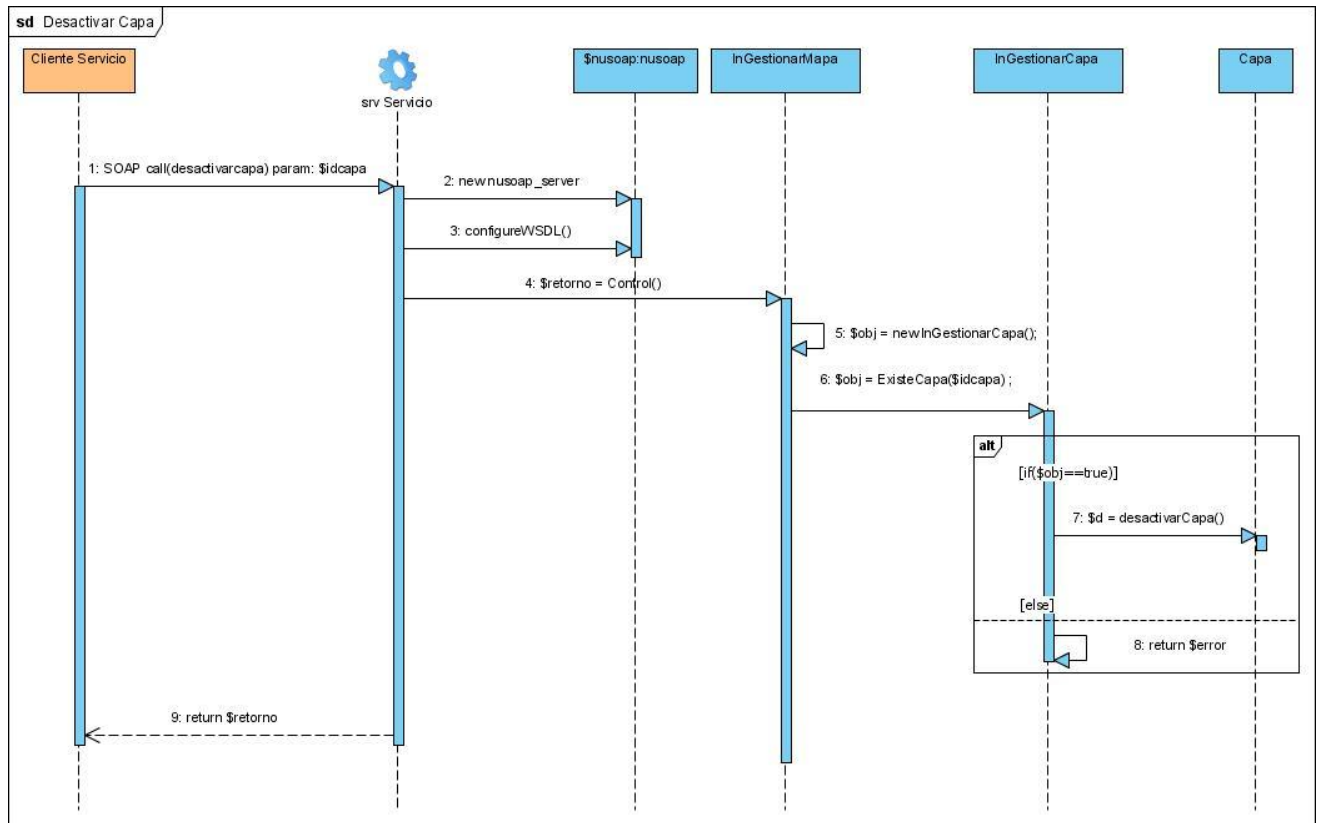 sd Desactivar Capa
Cliente Servicio
srv Servicio
$nusoap:nusoap
InGestionarMapa
InGestionarCapa
Capa
1: SOAP call(desactivarcapa) param: $idcapa
2: new nusoap_server
3: configureWSDL()
4: $retorno = Control()
5: $obj = new InGestionarCapa();
6: $obj = ExisteCapa($idcapa) ;
alt
[if($obj==true)]
7: $d = desactivarCapa()
[else]
8: return $error
9: return $retorno